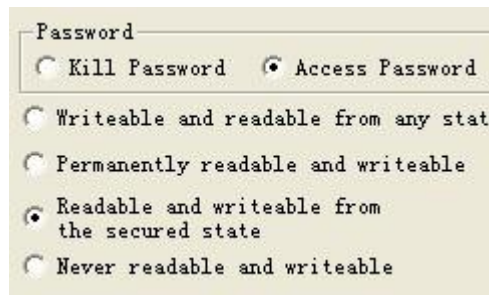 Password
Kill Password Access Password
Writeable and readable from any stat
Permanently readable and writeable
Readable and writeable from
the secured state
Never readable and writeable